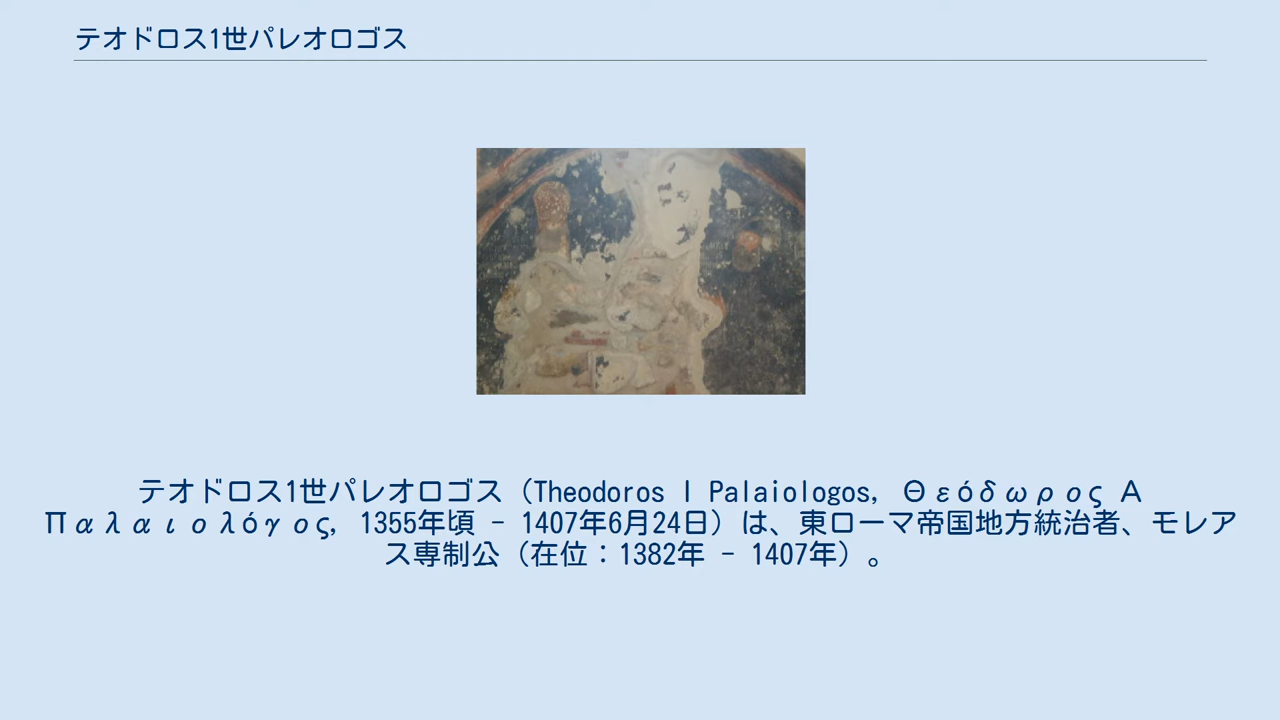 テオドロス1世パレオロゴス
テオドロス1世パレオロゴス（Theodoros I Palaiologos, Θεόδωρος Α
Παλαιολόγος, 1355年頃 - 1407年6月24日）は、東ローマ帝国地方統治者、モレア
ス専制公（在位：1382年 - 1407年）。